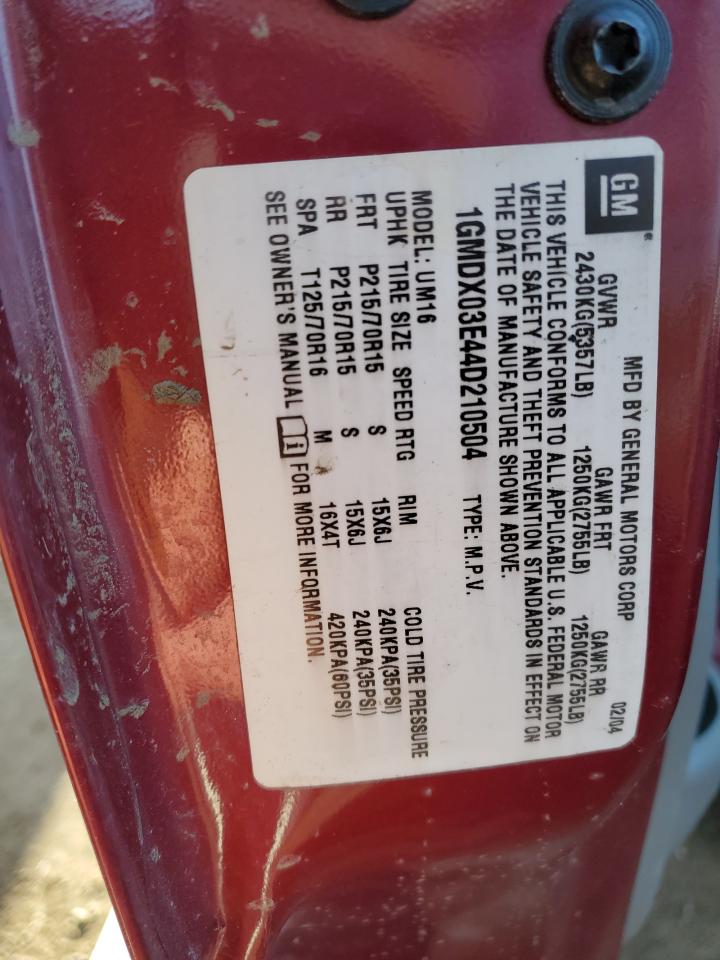 GM®
MFD BY GENERAL MOTORS CORP 02/04
GVWR GAWR FRT GAWR RR
2430KG(5357LB) 1250KG(2755LB) 1250KG(2755LB)
THIS VEHICLE CONFORMS TO ALL APPLICABLE U.S. FEDERAL MOTOR
VEHICLE SAFETY AND THEFT PREVENTION STANDARDS IN EFFECT ON
THE DATE OF MANUFACTURE SHOWN ABOVE.
1GMDX03E44D210504 TYPE: M.P.V.
MODEL: UM16
UPHK TIRE SIZE SPEED RTG RIM COLD TIRE PRESSURE
FRT P215/70R15 S 15X6J 240KPA(35PSI)
RR P215/70R15 S 15X6J 240KPA(35PSI)
SPA T125/70R16 M 16X4T 420KPA(60PSI)
SEE OWNER'S MANUAL i FOR MORE INFORMATION.